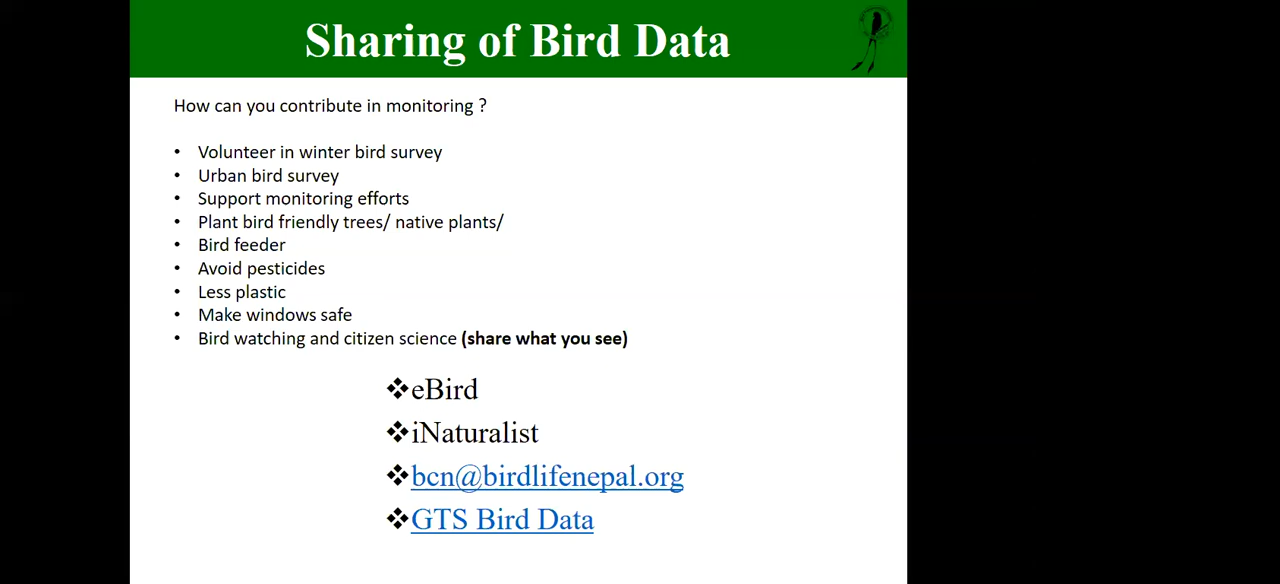 Sharing of Bird Data
How can you contribute in monitoring ?
• Volunteer in winter bird survey
• Urban bird survey
• Support monitoring efforts
• Plant bird friendly trees/ native plants/
• Bird feeder
• Avoid pesticides
• Less plastic
• Make windows safe
• Bird watching and citizen science (share what you see)
❖eBird
❖iNaturalist
❖bcn@birdlifenepal.org
❖GTS Bird Data